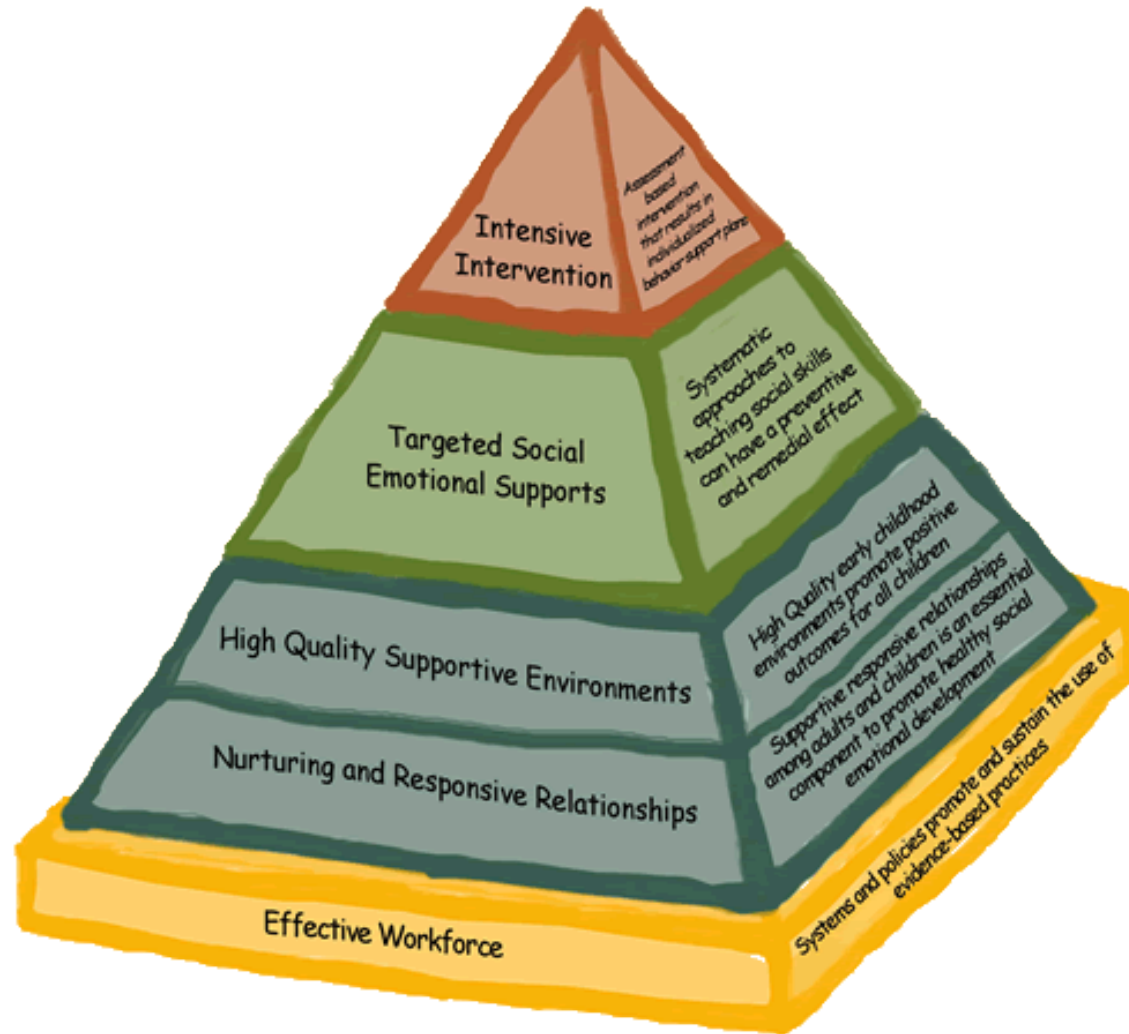 Intensive
Intervention
Assessment
based
intervention
that results in
individualized
behavior support plans
Targeted Social
Emotional Supports
Systematic
approaches to
teaching social skills
can have a preventive
and remedial effect
High Quality Supportive Environments
High Quality early childhood
environments promote positive
outcomes for all children
Nurturing and Responsive Relationships
Supportive responsive relationships
among adults and children is an essential
component to promote healthy social
emotional development
Effective Workforce
Systems and policies promote and sustain the use of
evidence-based practices